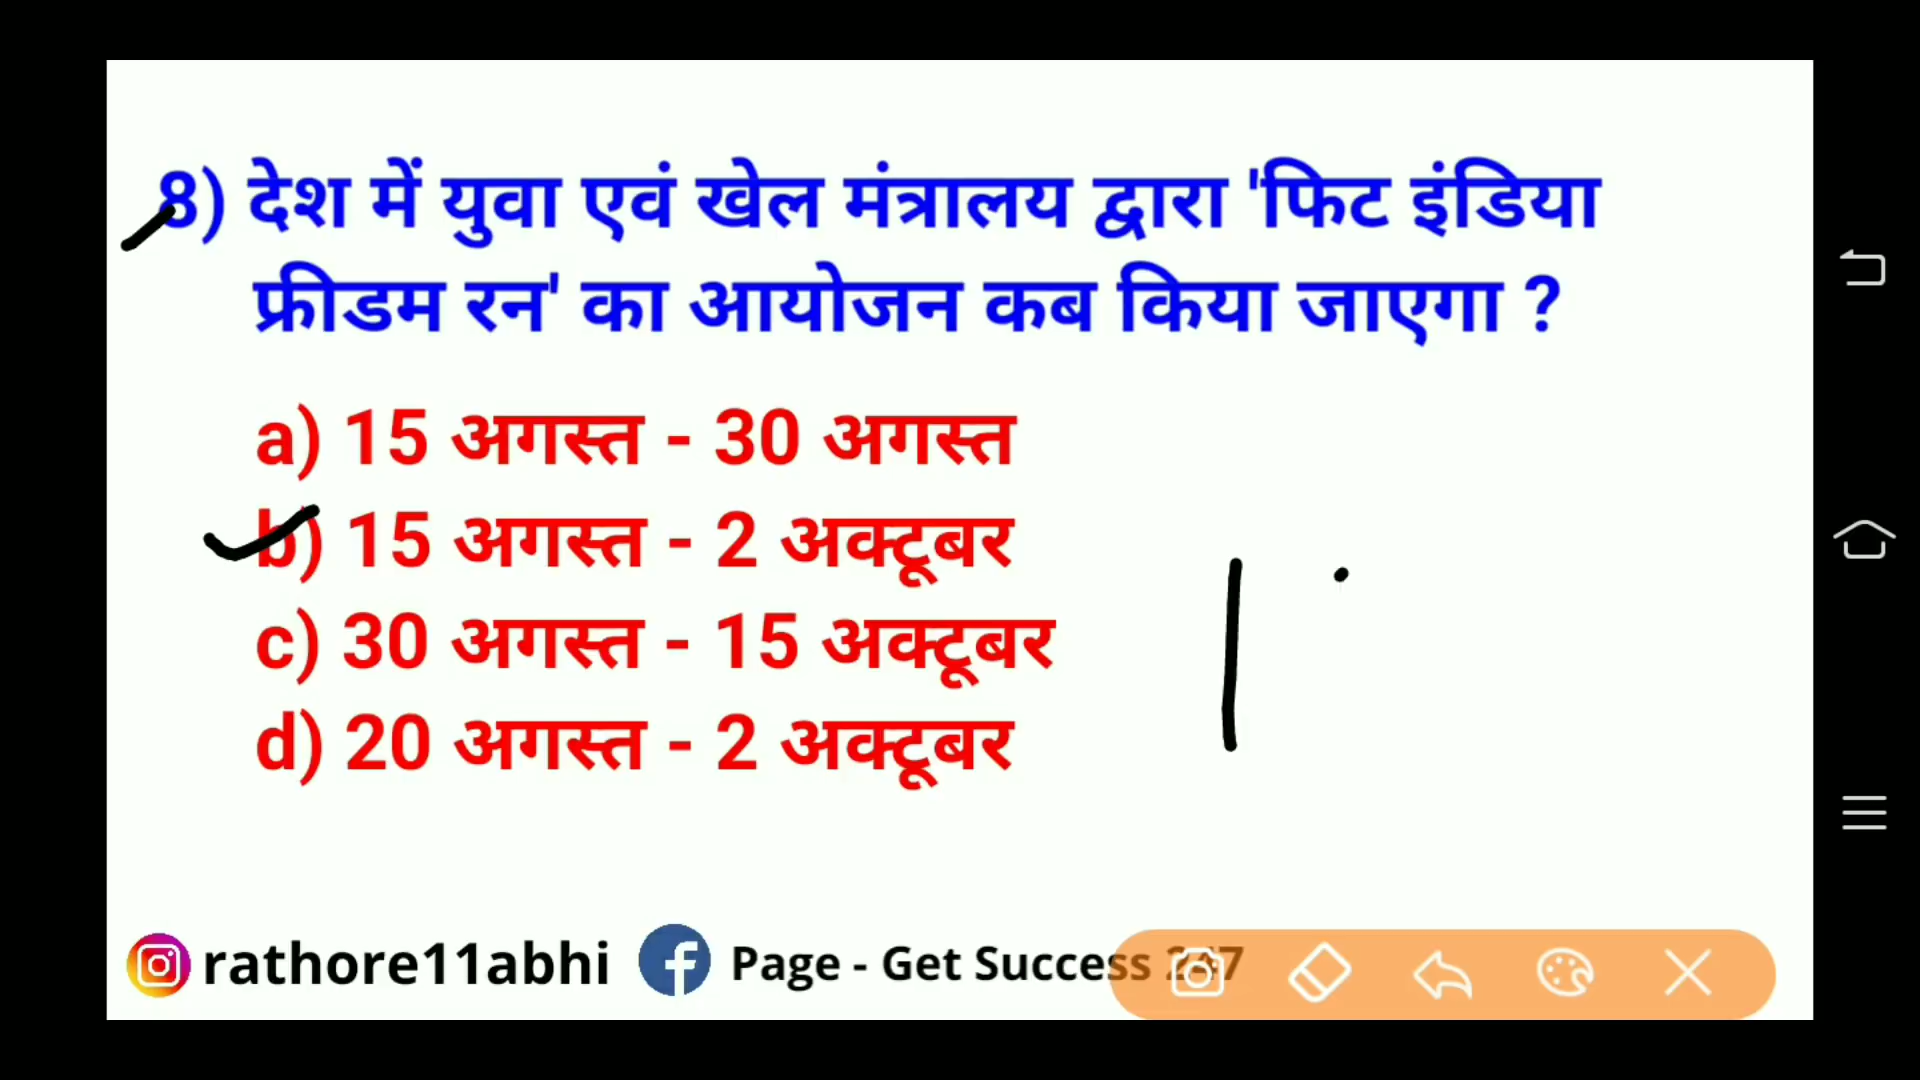 8) देश में युवा एवं खेल मंत्रालय द्वारा 'फिट इंडिया
फ्रीडम रन' का आयोजन कब किया जाएगा ?
a) 15 अगस्त - 30 अगस्त
b) 15 अगस्त - 2 अक्टूबर
c) 30 अगस्त - 15 अक्टूबर
d) 20 अगस्त - 2 अक्टूबर
rathore11abhi Page - Get Success 247